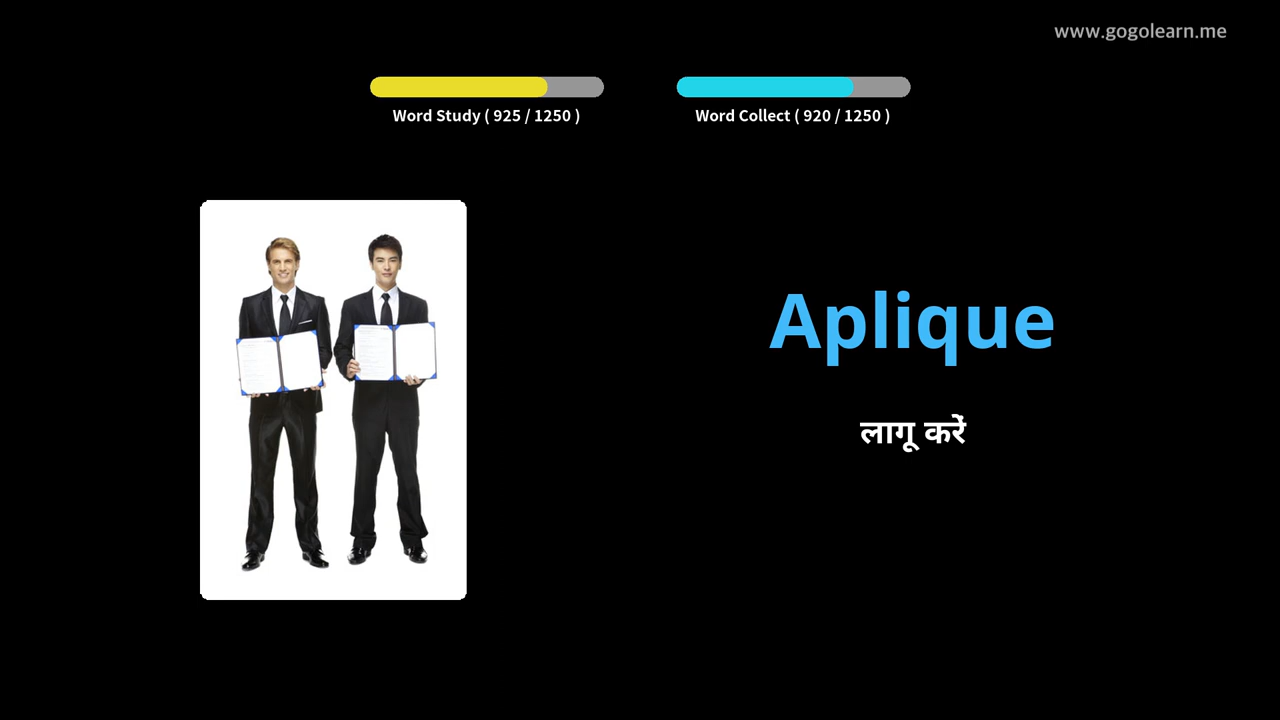 www.gogolearn.me
Word Study ( 925 / 1250 )
Word Collect ( 920 / 1250 )
Aplique
लागू करें